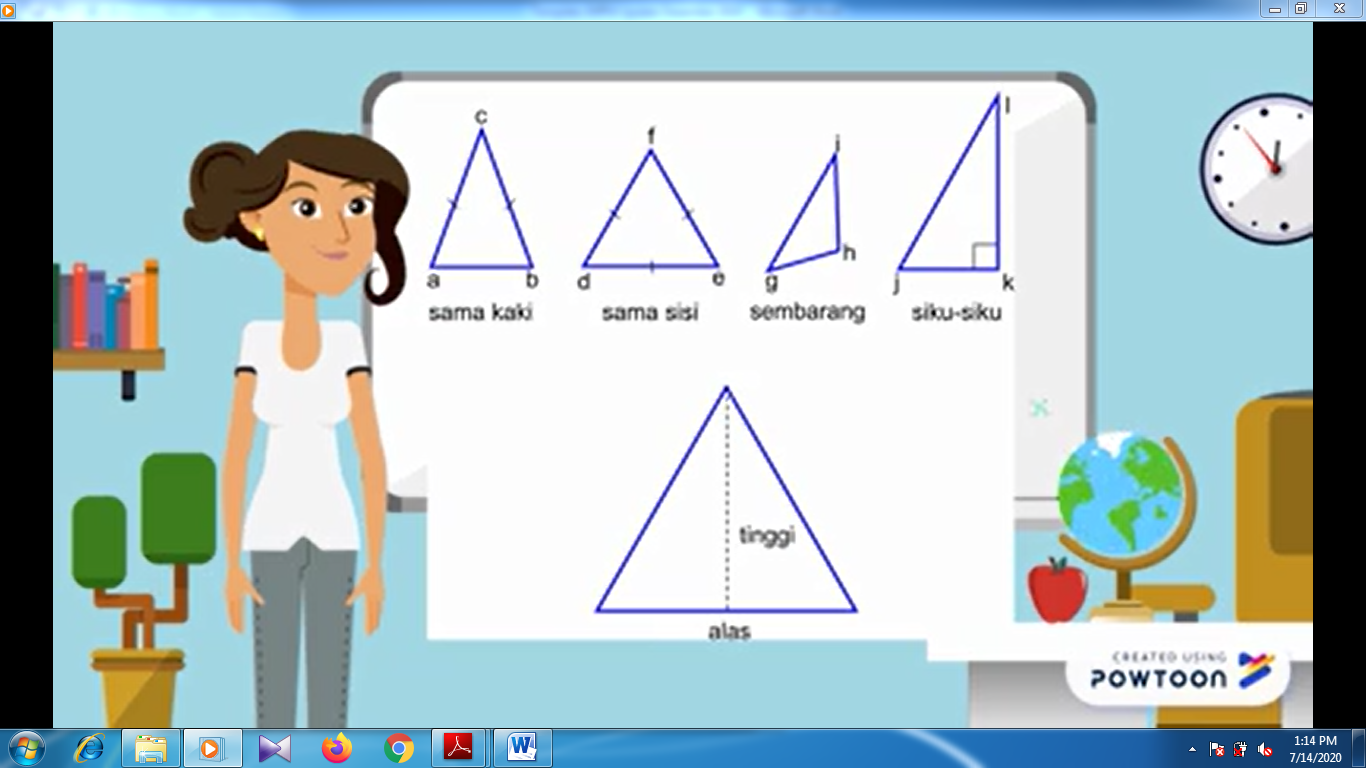 c
f
i
l
a
b
d
e
g
h
j
k
sama kaki
sama sisi
sembarang
siku-siku
tinggi
alas
CREATED USING
POWTOON
1:14 PM
7/14/2020